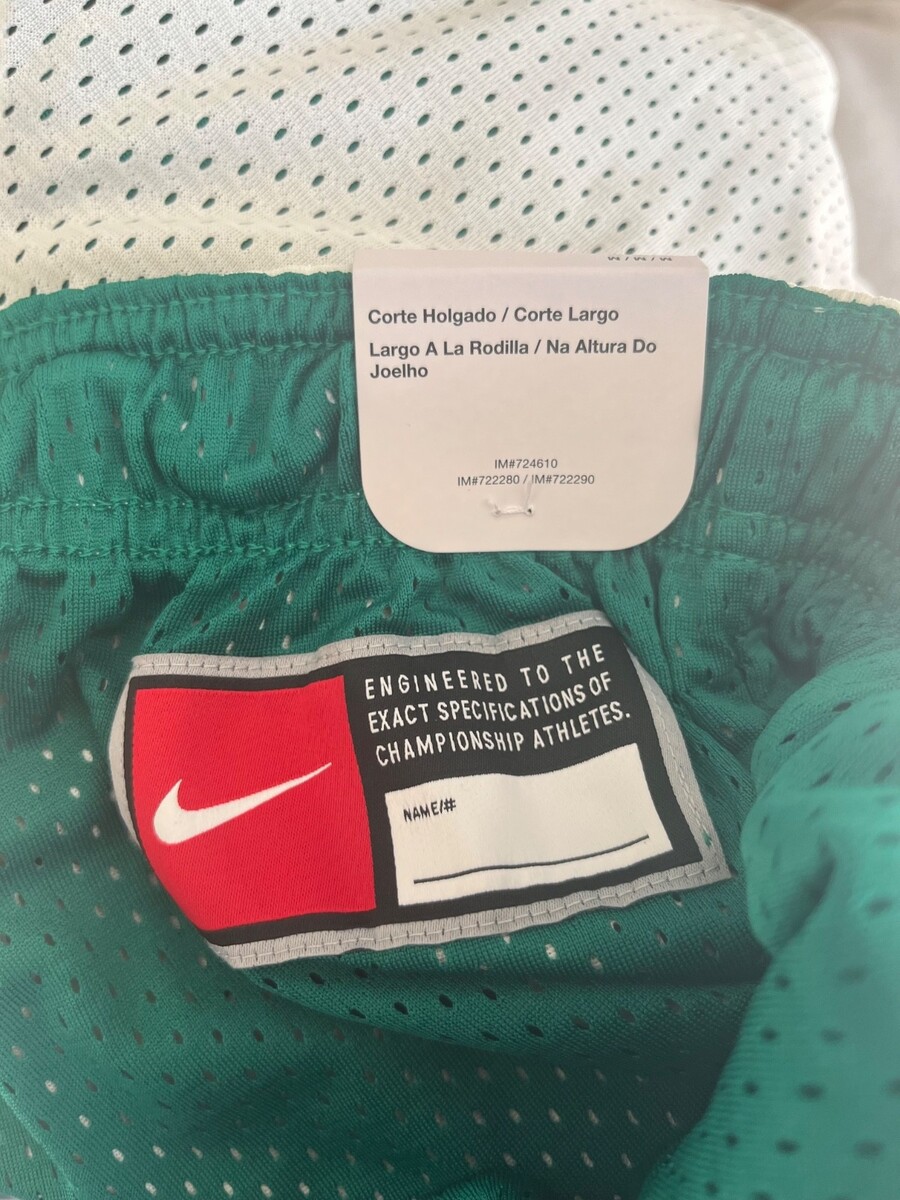 Corte Holgado / Corte Largo
Largo A La Rodilla / Na Altura Do
Joelho
IM#724610
IM#722280 / IM#722290
ENGINEERED TO THE
EXACT SPECIFICATIONS OF
CHAMPIONSHIP ATHLETES.
NAME/#